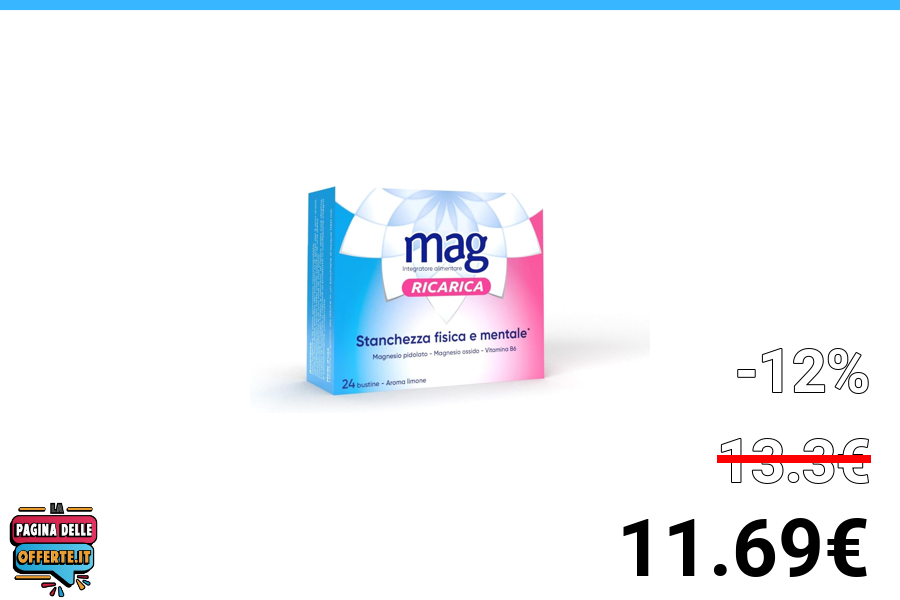 mag
Integratore alimentare
RICARICA
Stanchezza fisica e mentale*
Magnesio pidolato - Magnesio ossido - Vitamina B6
24 bustine - Aroma limone
-12%
13.3€
11.69€
LA
PAGINA DELLE
OFFERTE.IT